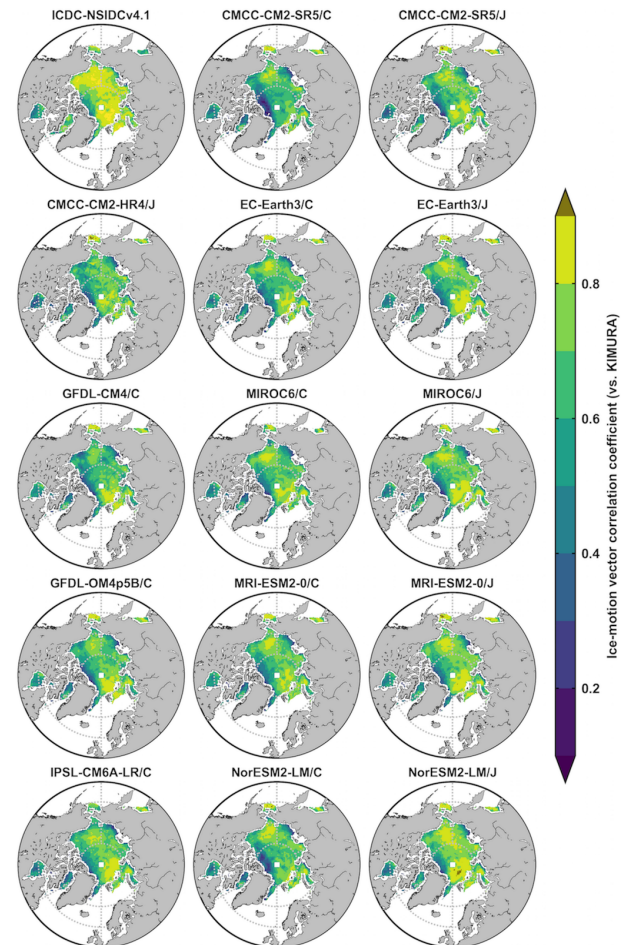 ICDC-NSIDCv4.1 CMCC-CM2-SR5/C CMCC-CM2-SR5/J
CMCC-CM2-HR4/J EC-Earth3/C EC-Earth3/J
GFDL-CM4/C MIROC6/C MIROC6/J
GFDL-OM4p5B/C MRI-ESM2-0/C MRI-ESM2-0/J
IPSL-CM6A-LR/C NorESM2-LM/C NorESM2-LM/J
0.8
0.6
0.4
0.2
Ice-motion vector correlation coefficient (vs. KIMURA)